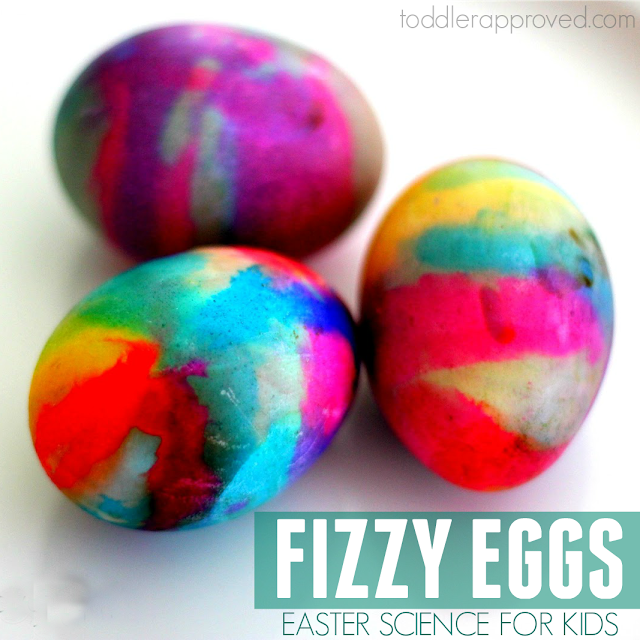 toddlerapproved.com
FIZZY EGGS
EASTER SCIENCE FOR KIDS